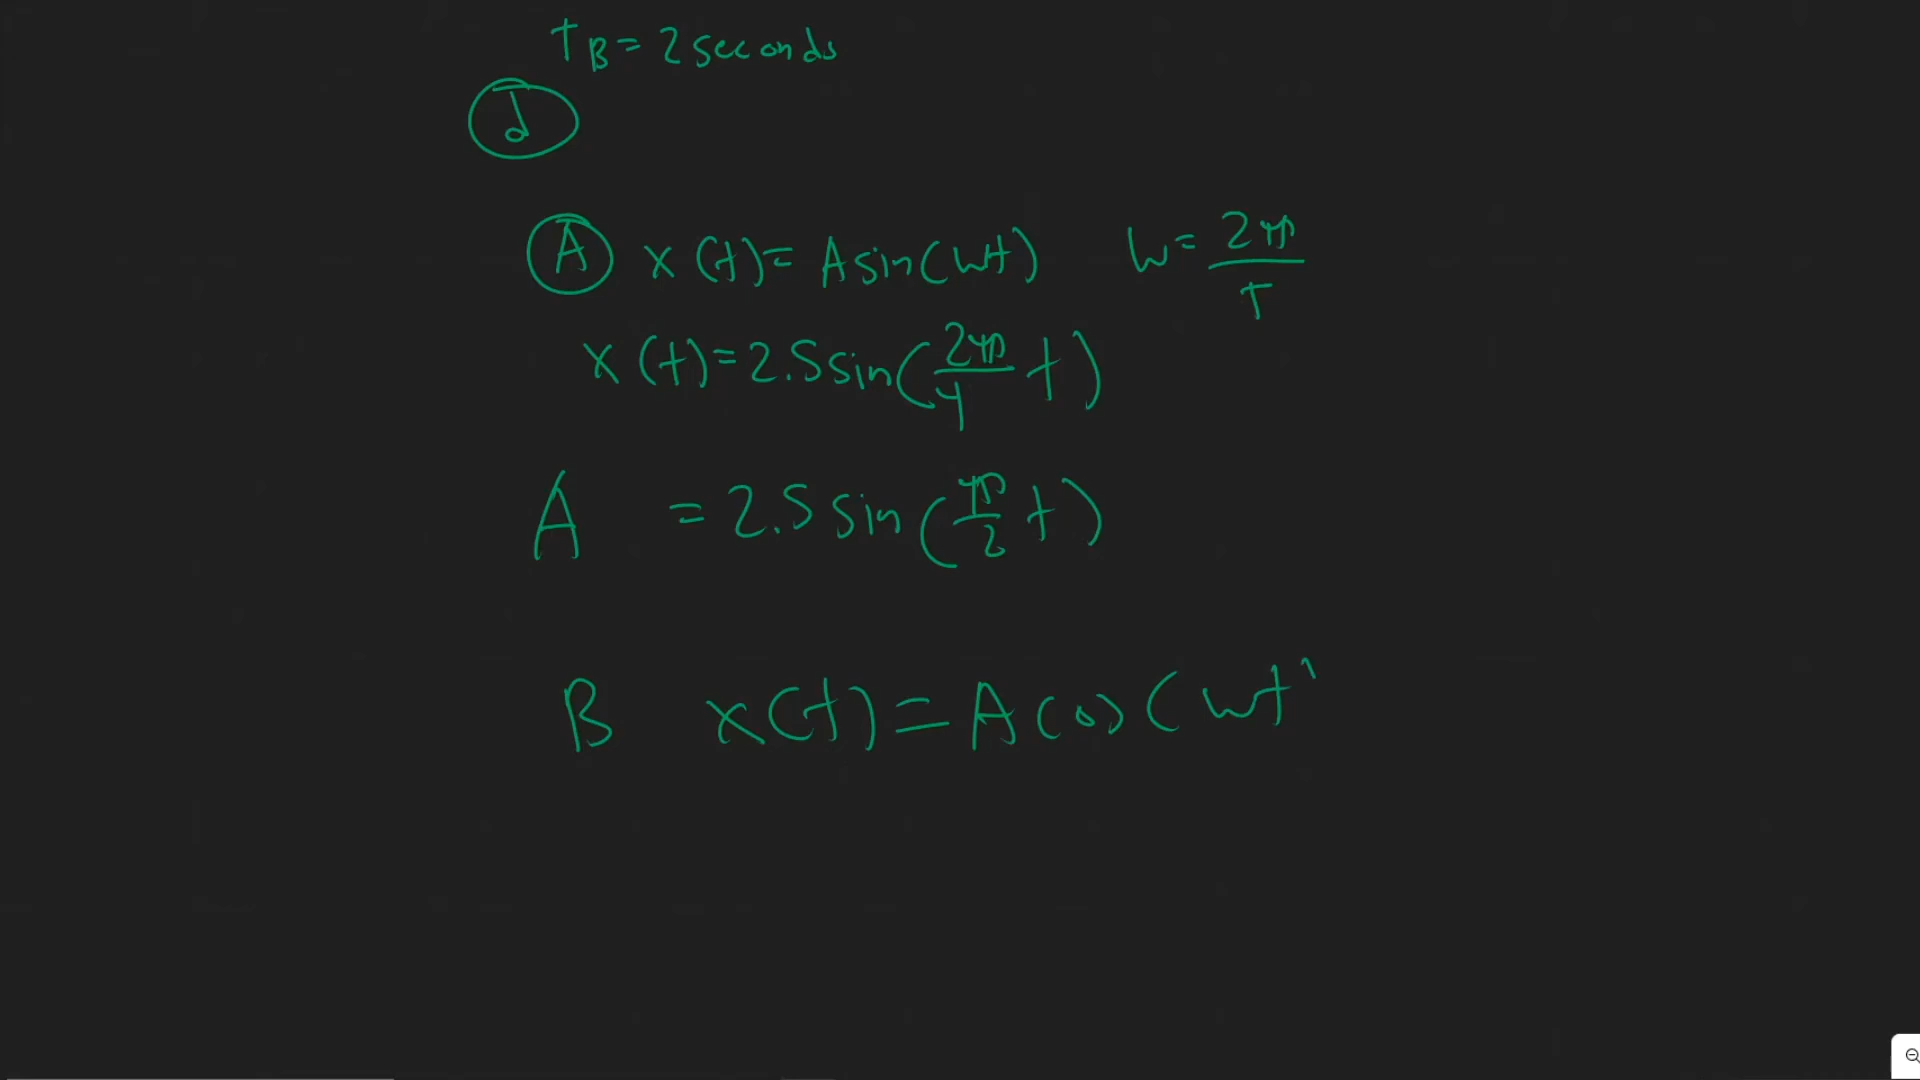 T_B = 2 seconds
d
A x(t) = A sin(wt) w = 2π/T
x(t) = 2.5 sin(2π/4 t)
A = 2.5 sin(π/2 t)
B x(t) = A cos(wt